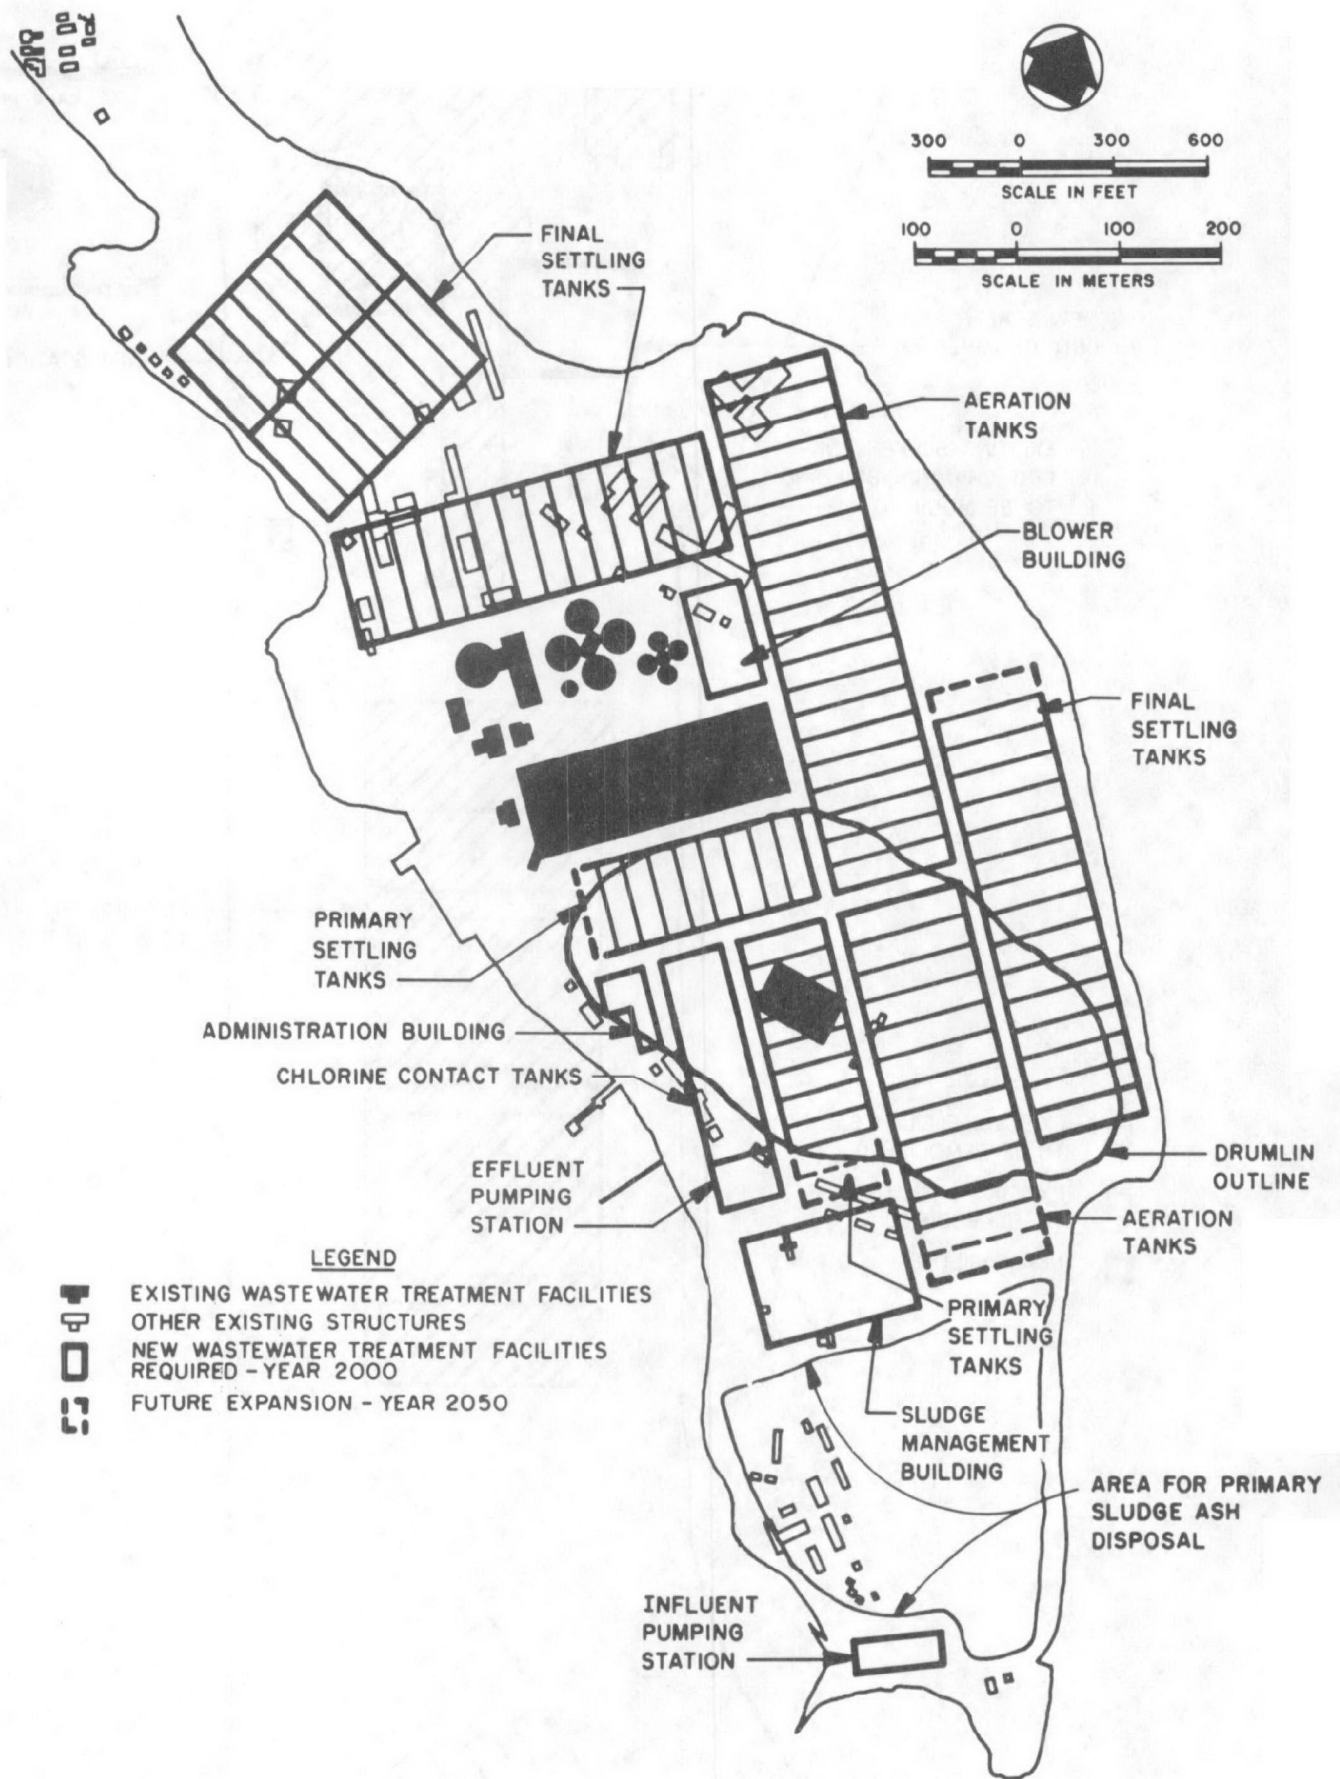 300 0 300 600
SCALE IN FEET
100 0 100 200
SCALE IN METERS
FINAL
SETTLING
TANKS
AERATION
TANKS
BLOWER
BUILDING
FINAL
SETTLING
TANKS
PRIMARY
SETTLING
TANKS
ADMINISTRATION BUILDING
CHLORINE CONTACT TANKS
EFFLUENT
PUMPING
STATION
DRUMLIN
OUTLINE
AERATION
TANKS
LEGEND
EXISTING WASTEWATER TREATMENT FACILITIES
OTHER EXISTING STRUCTURES
NEW WASTEWATER TREATMENT FACILITIES
REQUIRED - YEAR 2000
FUTURE EXPANSION - YEAR 2050
PRIMARY
SETTLING
TANKS
SLUDGE
MANAGEMENT
BUILDING
AREA FOR PRIMARY
SLUDGE ASH
DISPOSAL
INFLUENT
PUMPING
STATION